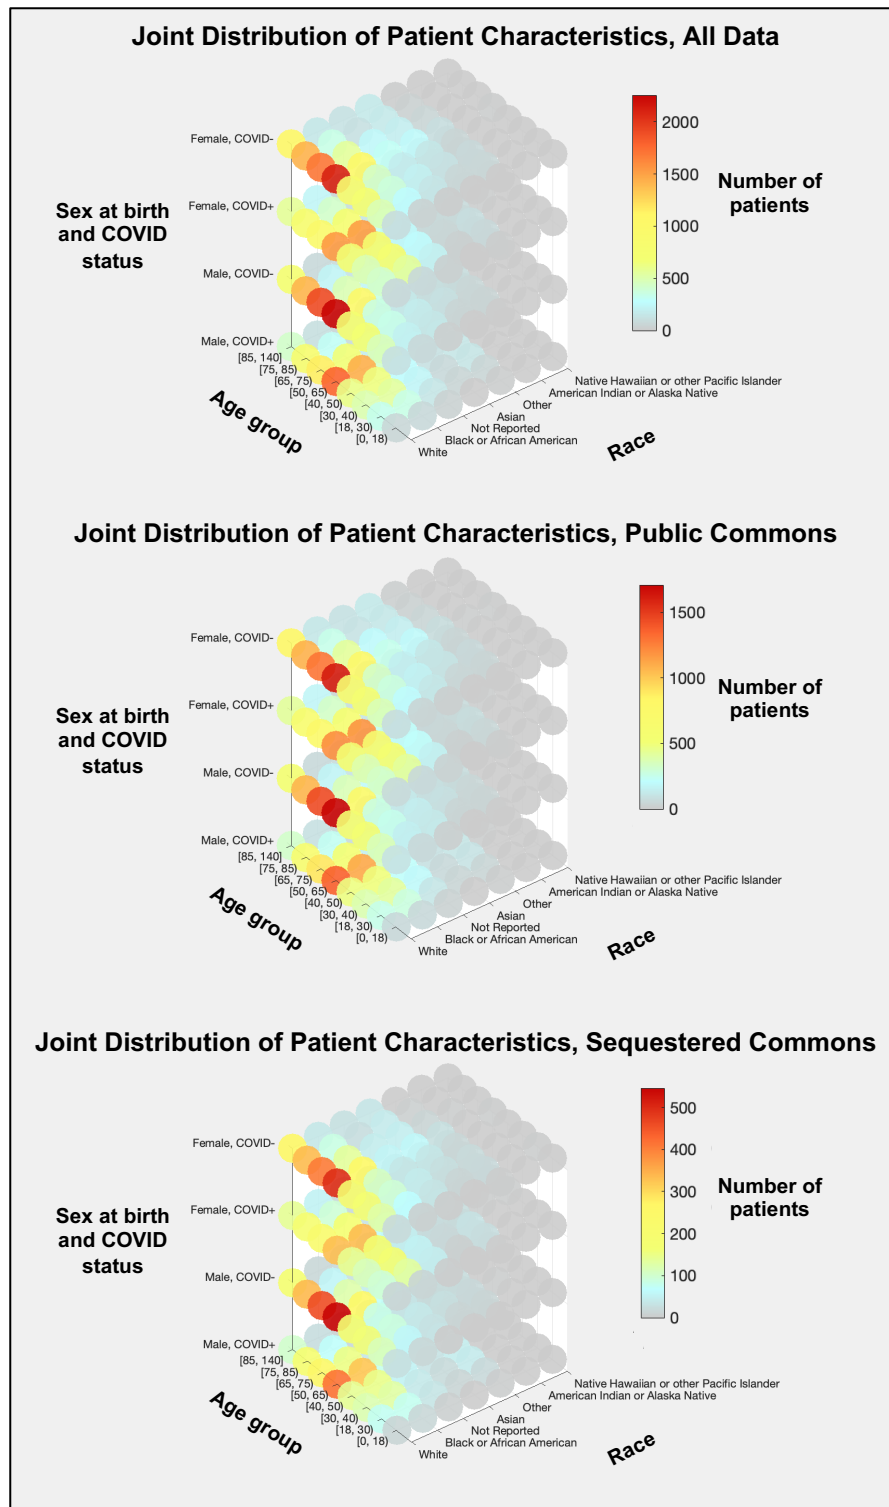 Joint Distribution of Patient Characteristics, All Data
Female, COVID-
Female, COVID+
Male, COVID-
Male, COVID+
Sex at birth
and COVID
status
[85, 140]
[75, 85)
[65, 75)
[50, 65)
[40, 50)
[30, 40)
[18, 30)
[0, 18)
Age group
White
Black or African American
Not Reported
Asian
Other
American Indian or Alaska Native
Native Hawaiian or other Pacific Islander
Race
2000
1500
1000
500
0
Number of
patients
Joint Distribution of Patient Characteristics, Public Commons
Female, COVID-
Female, COVID+
Male, COVID-
Male, COVID+
Sex at birth
and COVID
status
[85, 140]
[75, 85)
[65, 75)
[50, 65)
[40, 50)
[30, 40)
[18, 30)
[0, 18)
Age group
White
Black or African American
Not Reported
Asian
Other
American Indian or Alaska Native
Native Hawaiian or other Pacific Islander
Race
1500
1000
500
0
Number of
patients
Joint Distribution of Patient Characteristics, Sequestered Commons
Female, COVID-
Female, COVID+
Male, COVID-
Male, COVID+
Sex at birth
and COVID
status
[85, 140]
[75, 85)
[65, 75)
[50, 65)
[40, 50)
[30, 40)
[18, 30)
[0, 18)
Age group
White
Black or African American
Not Reported
Asian
Other
American Indian or Alaska Native
Native Hawaiian or other Pacific Islander
Race
500
400
300
200
100
0
Number of
patients